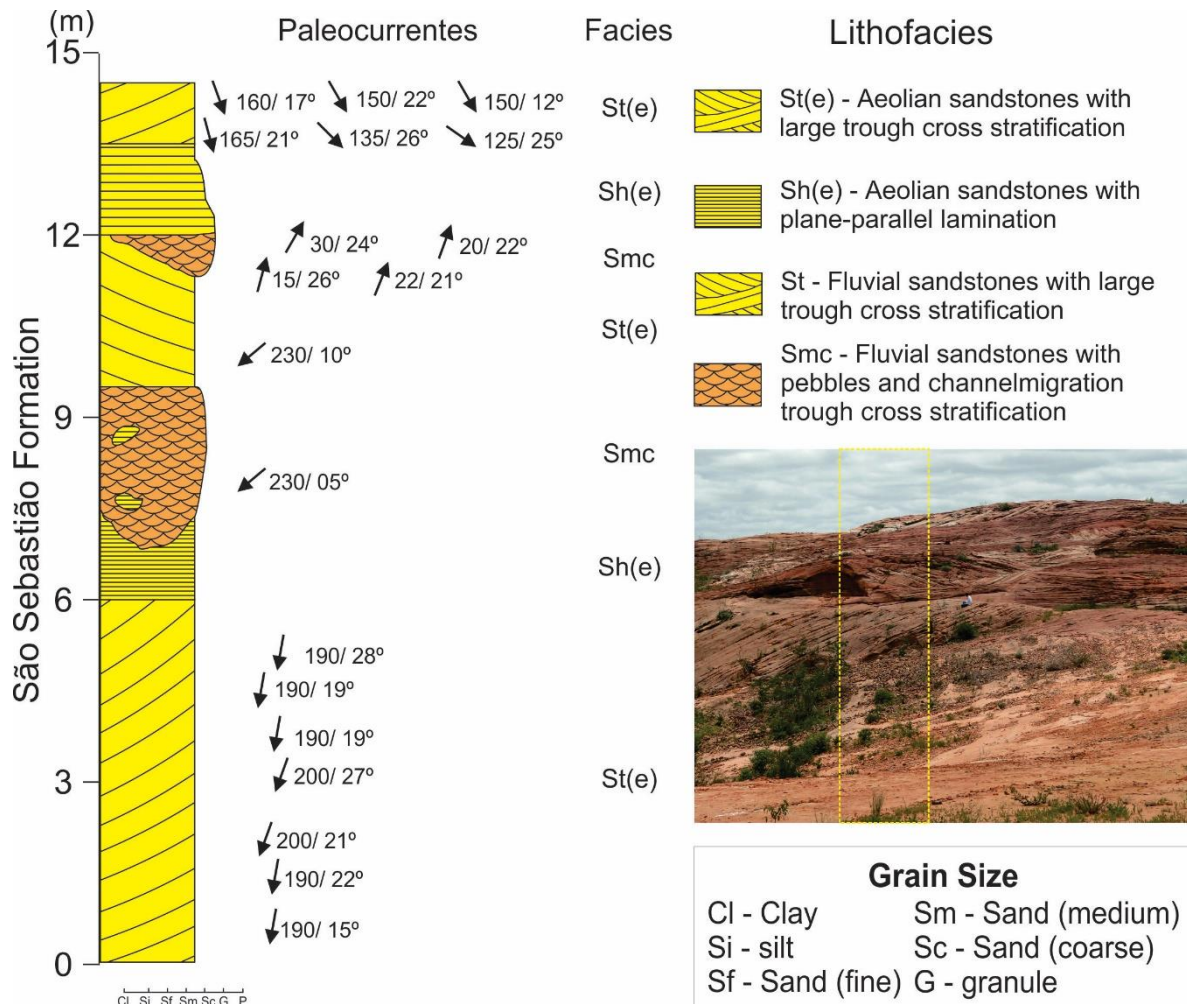 (m)
Paleocurrentes
Facies
Lithofacies
15
12
9
6
3
0
São Sebastião Formation
160/ 17º
150/ 22º
150/ 12º
165/ 21º
135/ 26º
125/ 25º
30/ 24º
20/ 22º
15/ 26º
22/ 21º
230/ 10º
230/ 05º
190/ 28º
190/ 19º
190/ 19º
200/ 27º
200/ 21º
190/ 22º
190/ 15º
St(e)
Sh(e)
Smc
St(e)
Smc
Sh(e)
St(e)
St(e) - Aeolian sandstones with
large trough cross stratification
Sh(e) - Aeolian sandstones with
plane-parallel lamination
St - Fluvial sandstones with large
trough cross stratification
Smc - Fluvial sandstones with
pebbles and channelmigration
trough cross stratification
Grain Size
Cl - Clay
Sm - Sand (medium)
Si - silt
Sc - Sand (coarse)
Sf - Sand (fine)
G - granule
Cl Si Sf Sm Sc G P